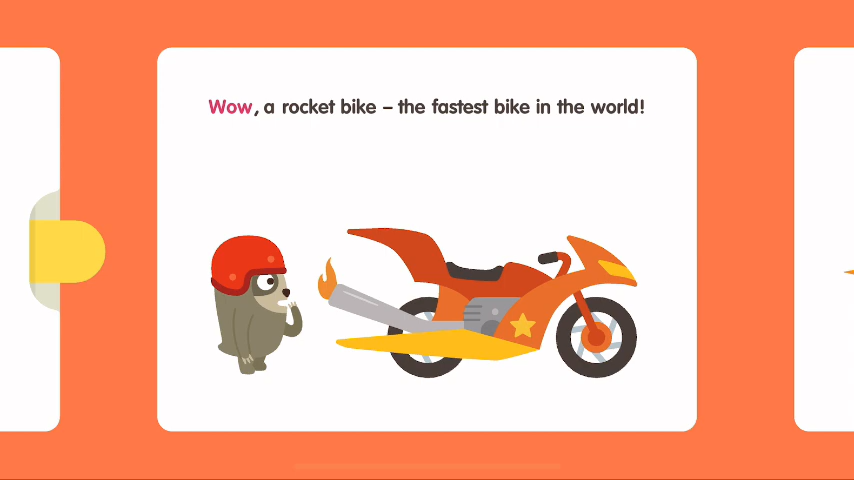 Wow, a rocket bike – the fastest bike in the world!